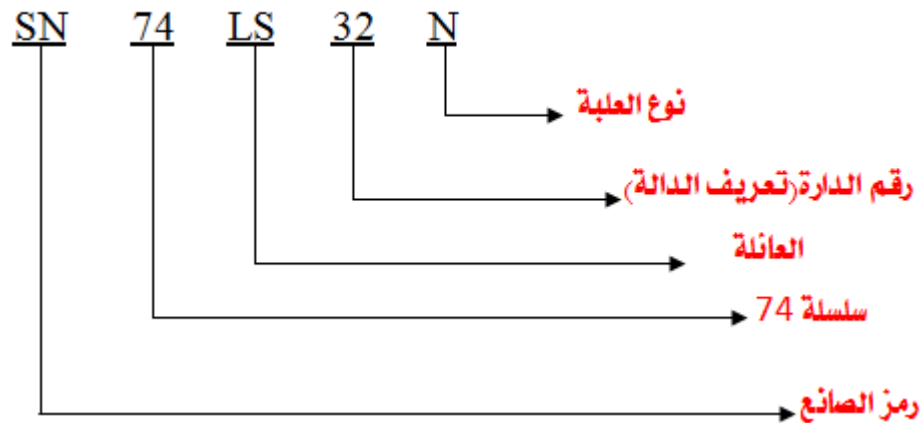 SN 74 LS 32 N
نوع العلبة
رقم الدارة(تعريف الدالة)
العائلة
سلسلة 74
رمز الصانع